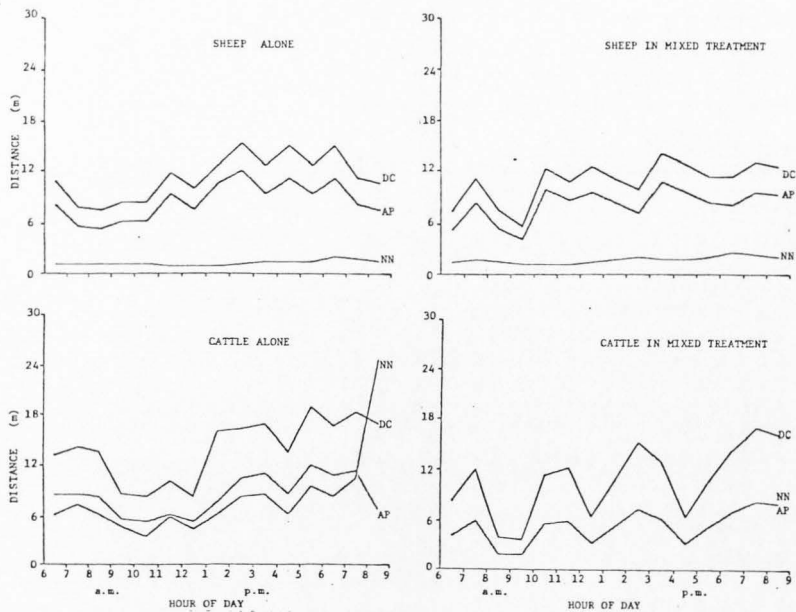 SHEEP ALONE
30
24
18
12
6
0
DISTANCE (m)
DC
AP
NN
SHEEP IN MIXED TREATMENT
30
24
18
12
6
0
DC
AP
NN
CATTLE ALONE
30
24
18
12
6
0
DISTANCE (m)
NN
DC
AP
6 7 8 9 10 11 12 1 2 3 4 5 6 7 8 9
a.m. p.m.
HOUR OF DAY
CATTLE IN MIXED TREATMENT
30
24
18
12
6
0
DC
NN
AP
6 7 8 9 10 11 12 1 2 3 4 5 6 7 8 9
a.m. p.m.
HOUR OF DAY